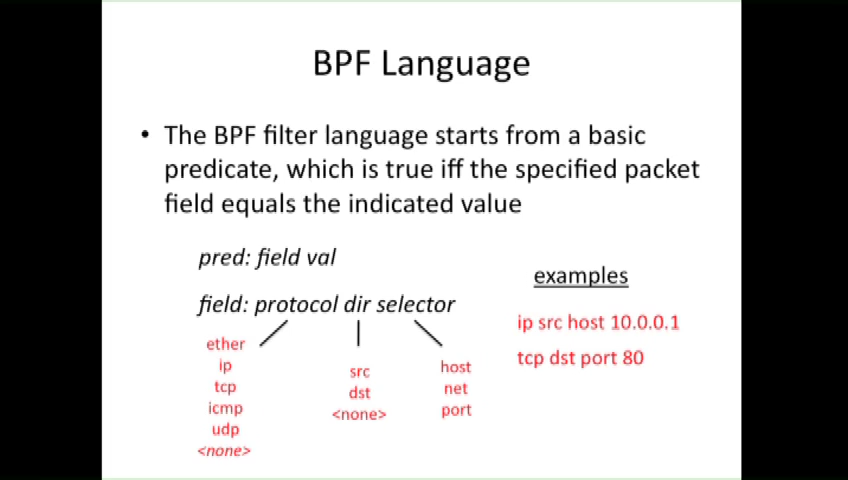 BPF Language
• The BPF filter language starts from a basic
predicate, which is true iff the specified packet
field equals the indicated value
pred: field val
field: protocol dir selector
ether
ip
tcp
icmp
udp
<none>
src
dst
<none>
host
net
port
examples
ip src host 10.0.0.1
tcp dst port 80